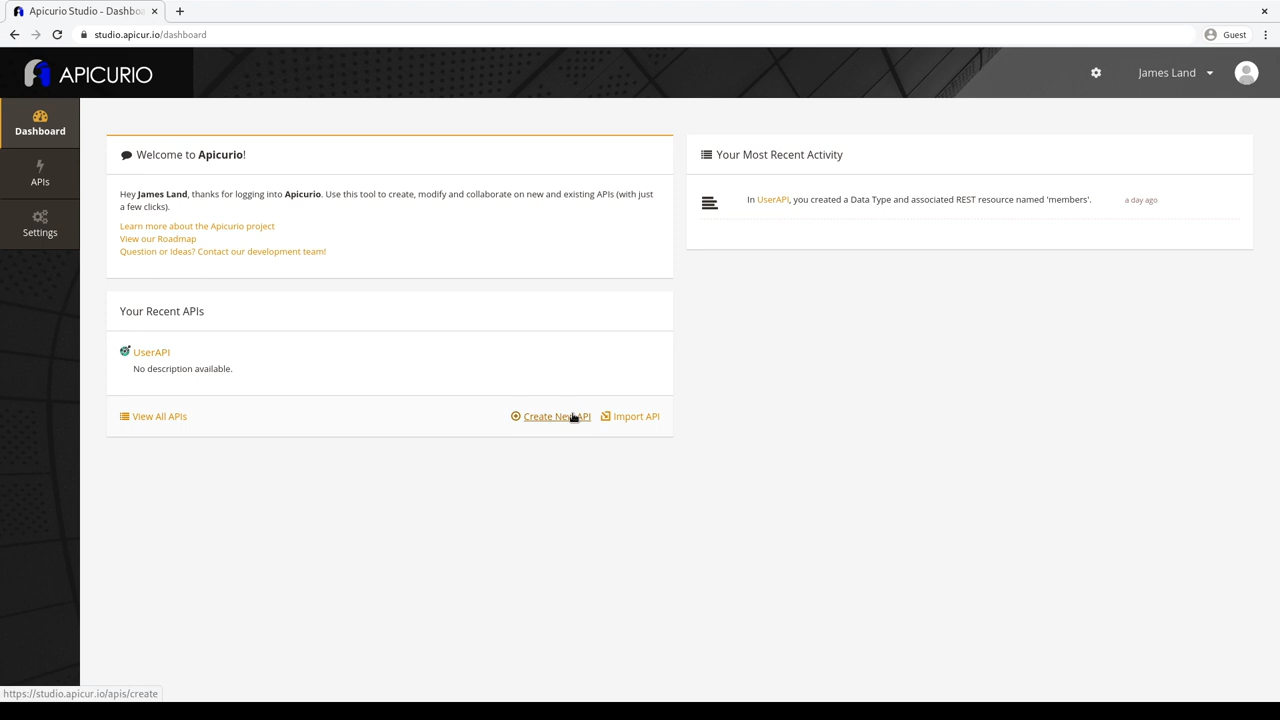 Apicurio Studio - Dashboa
studio.apicur.io/dashboard
Guest
APICURIO
James Land
Dashboard
APIs
Settings
Welcome to Apicurio!
Hey James Land, thanks for logging into Apicurio. Use this tool to create, modify and collaborate on new and existing APIs (with just
a few clicks).
Learn more about the Apicurio project
View our Roadmap
Question or Ideas? Contact our development team!
Your Recent APIs
UserAPI
No description available.
View All APIs
Create New API
Import API
Your Most Recent Activity
In UserAPI, you created a Data Type and associated REST resource named 'members'.
a day ago
https://studio.apicur.io/apis/create